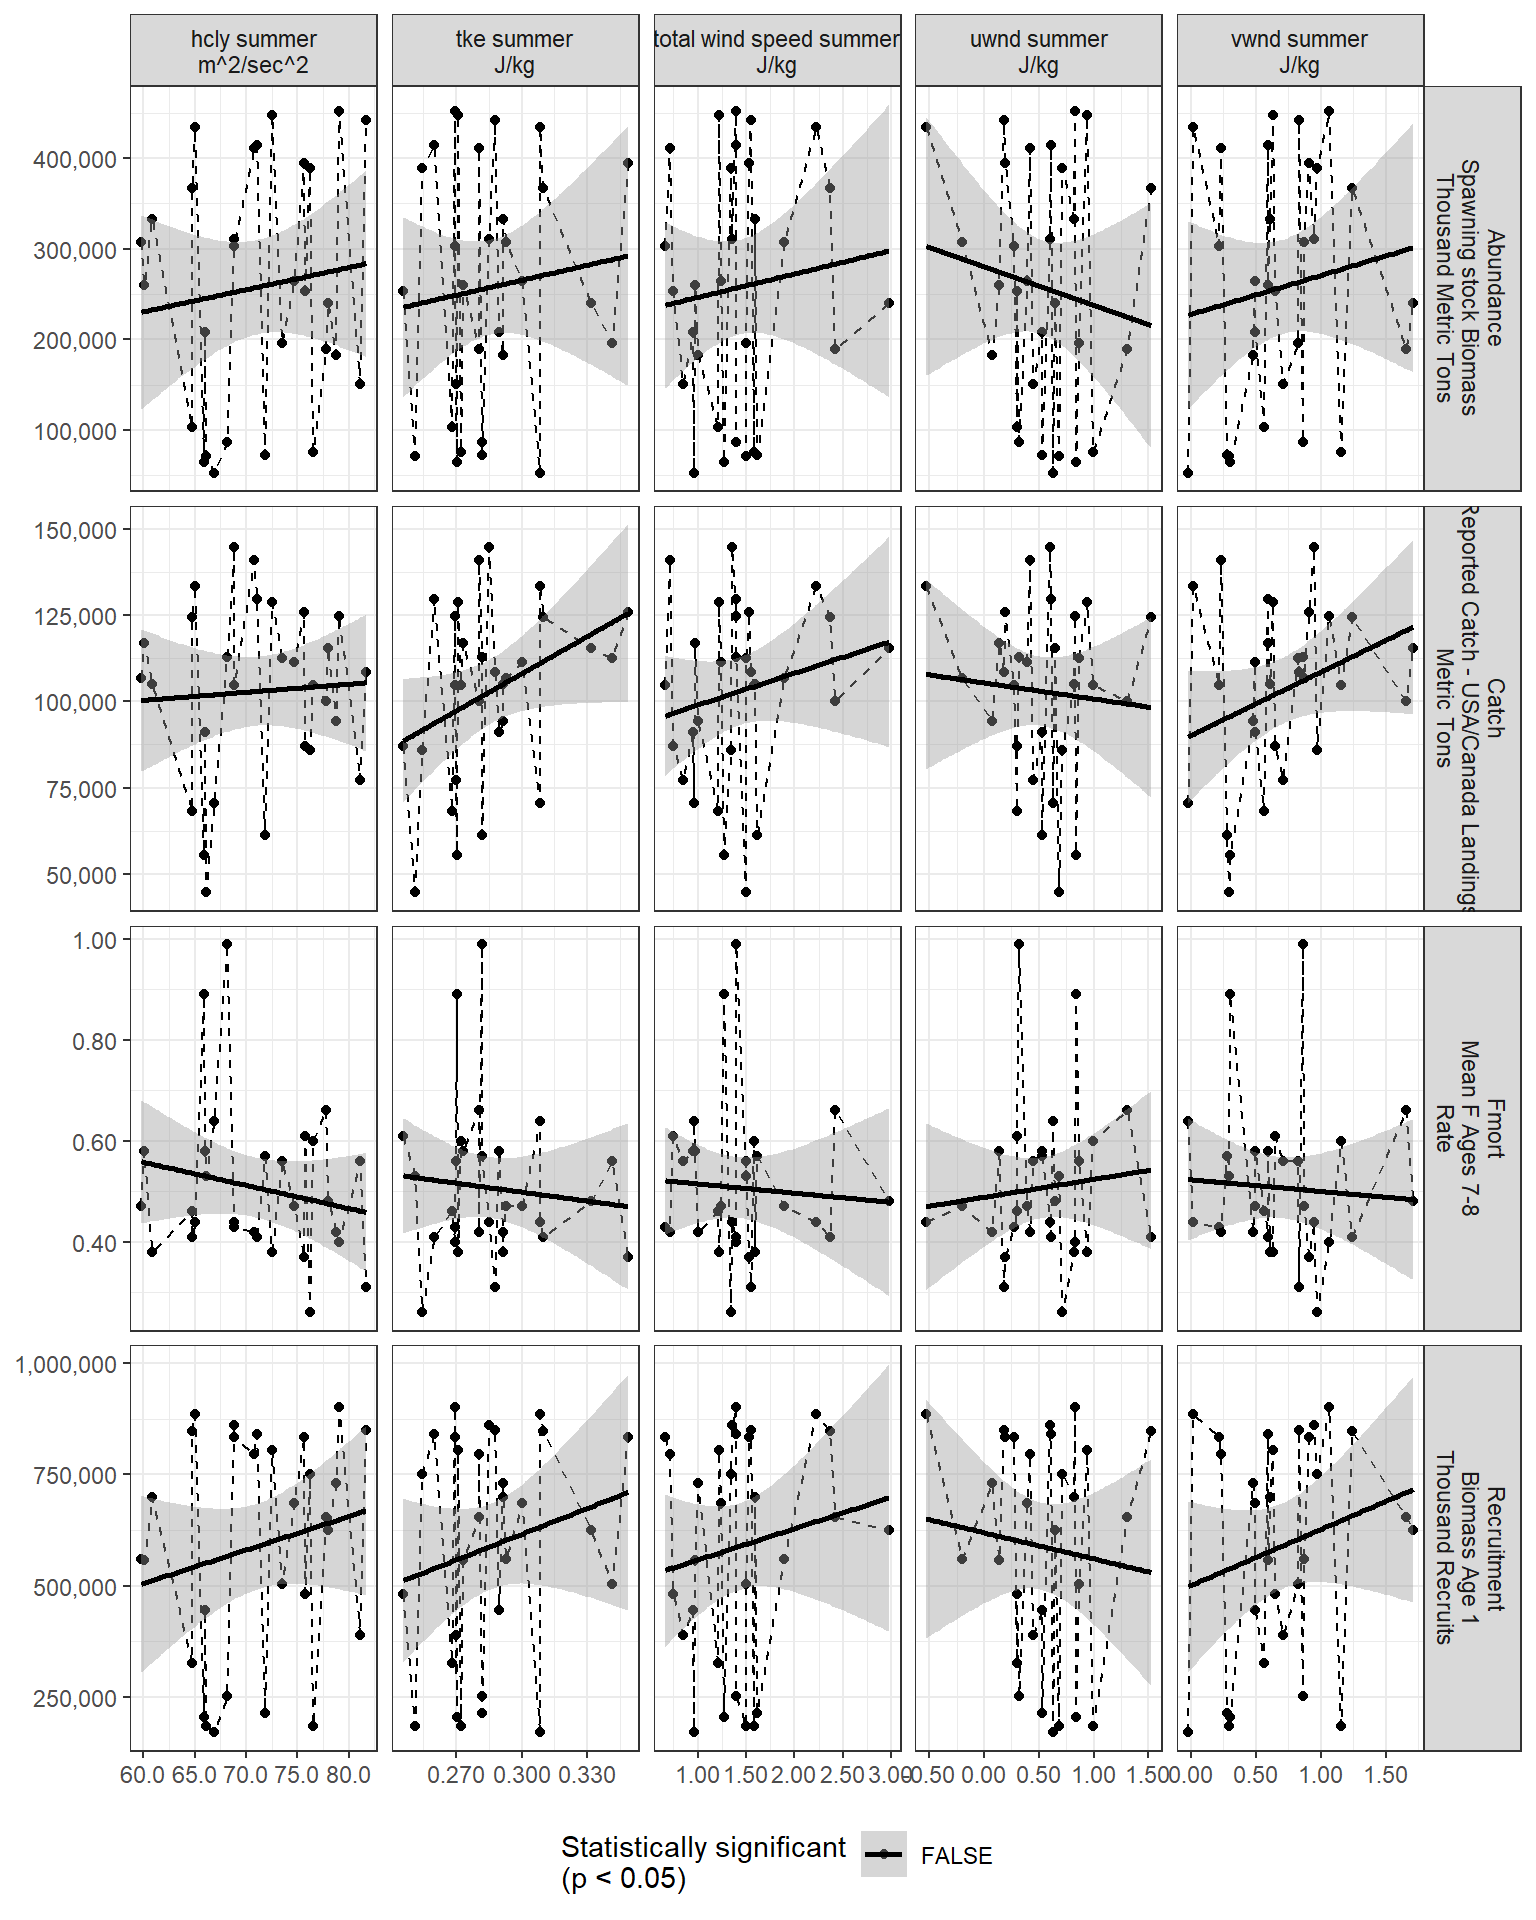 hcly summer
m^2/sec^2
tke summer
J/kg
total wind speed summer
J/kg
uwnd summer
J/kg
vwnd summer
J/kg
400,000
300,000
200,000
100,000
Abundance
Spawning stock Biomass
Thousand Metric Tons
150,000
125,000
100,000
75,000
50,000
Catch
Reported Catch - USA/Canada Landings
Metric Tons
1.00
0.80
0.60
0.40
Fmort
Mean F Ages 7-8
Rate
1,000,000
750,000
500,000
250,000
Recruitment
Biomass Age 1
Thousand Recruits
60.0 65.0 70.0 75.0 80.0
0.270 0.300 0.330
1.00 1.50 2.00 2.50 3.00
-0.50 0.00 0.50 1.00 1.50
0.00 0.50 1.00 1.50
Statistically significant
(p < 0.05)
FALSE